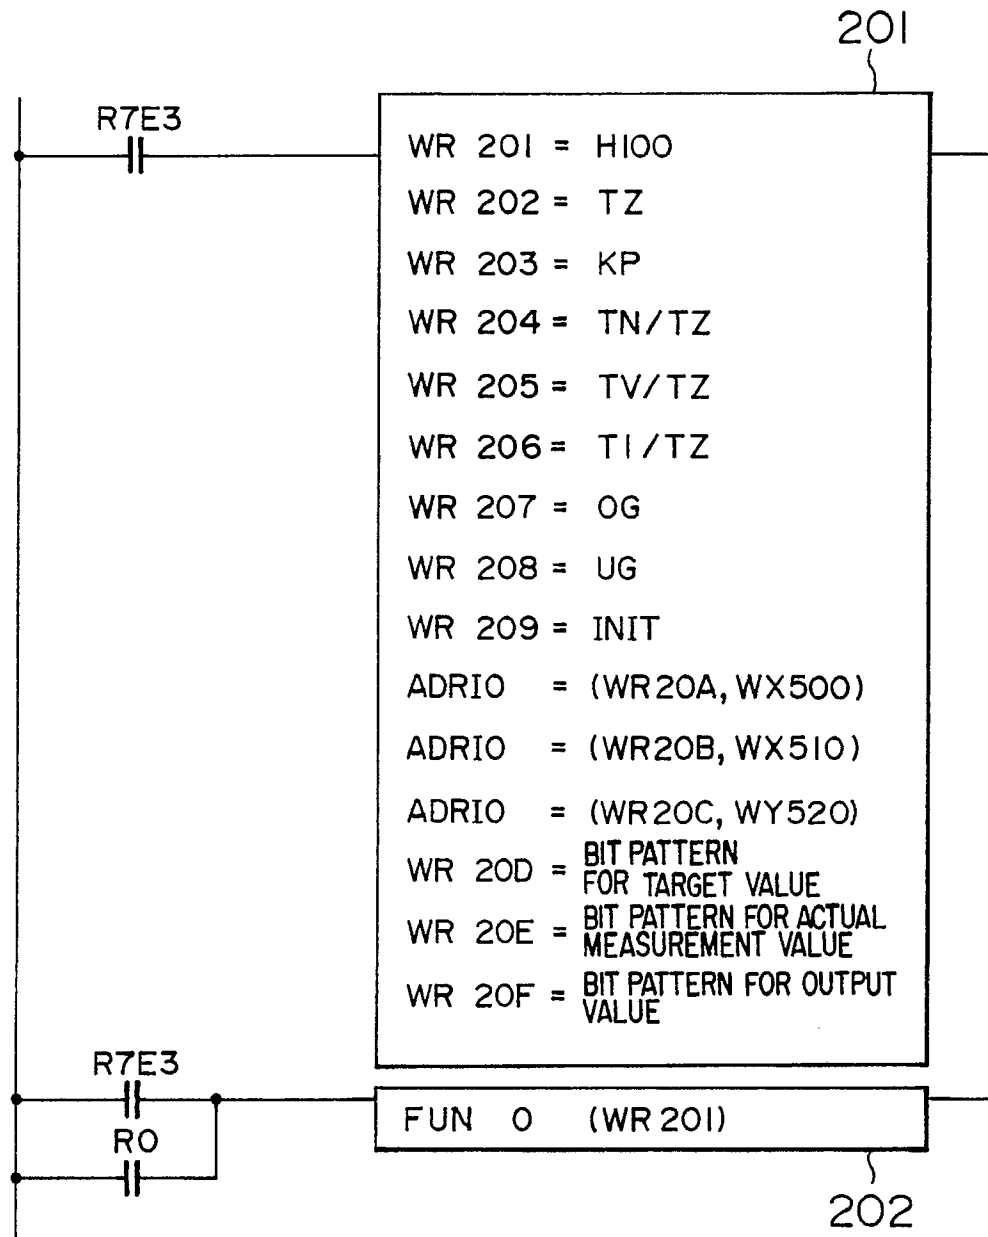 201
R7E3
WR 201 = H100
WR 202 = TZ
WR 203 = KP
WR 204 = TN/TZ
WR 205 = TV/TZ
WR 206 = T1/TZ
WR 207 = OG
WR 208 = UG
WR 209 = INIT
ADRIO = (WR20A, WX500)
ADRIO = (WR20B, WX510)
ADRIO = (WR20C, WY520)
WR 20D = BIT PATTERN
FOR TARGET VALUE
WR 20E = BIT PATTERN FOR ACTUAL
MEASUREMENT VALUE
WR 20F = BIT PATTERN FOR OUTPUT
VALUE
R7E3
FUN 0 (WR201)
R0
202